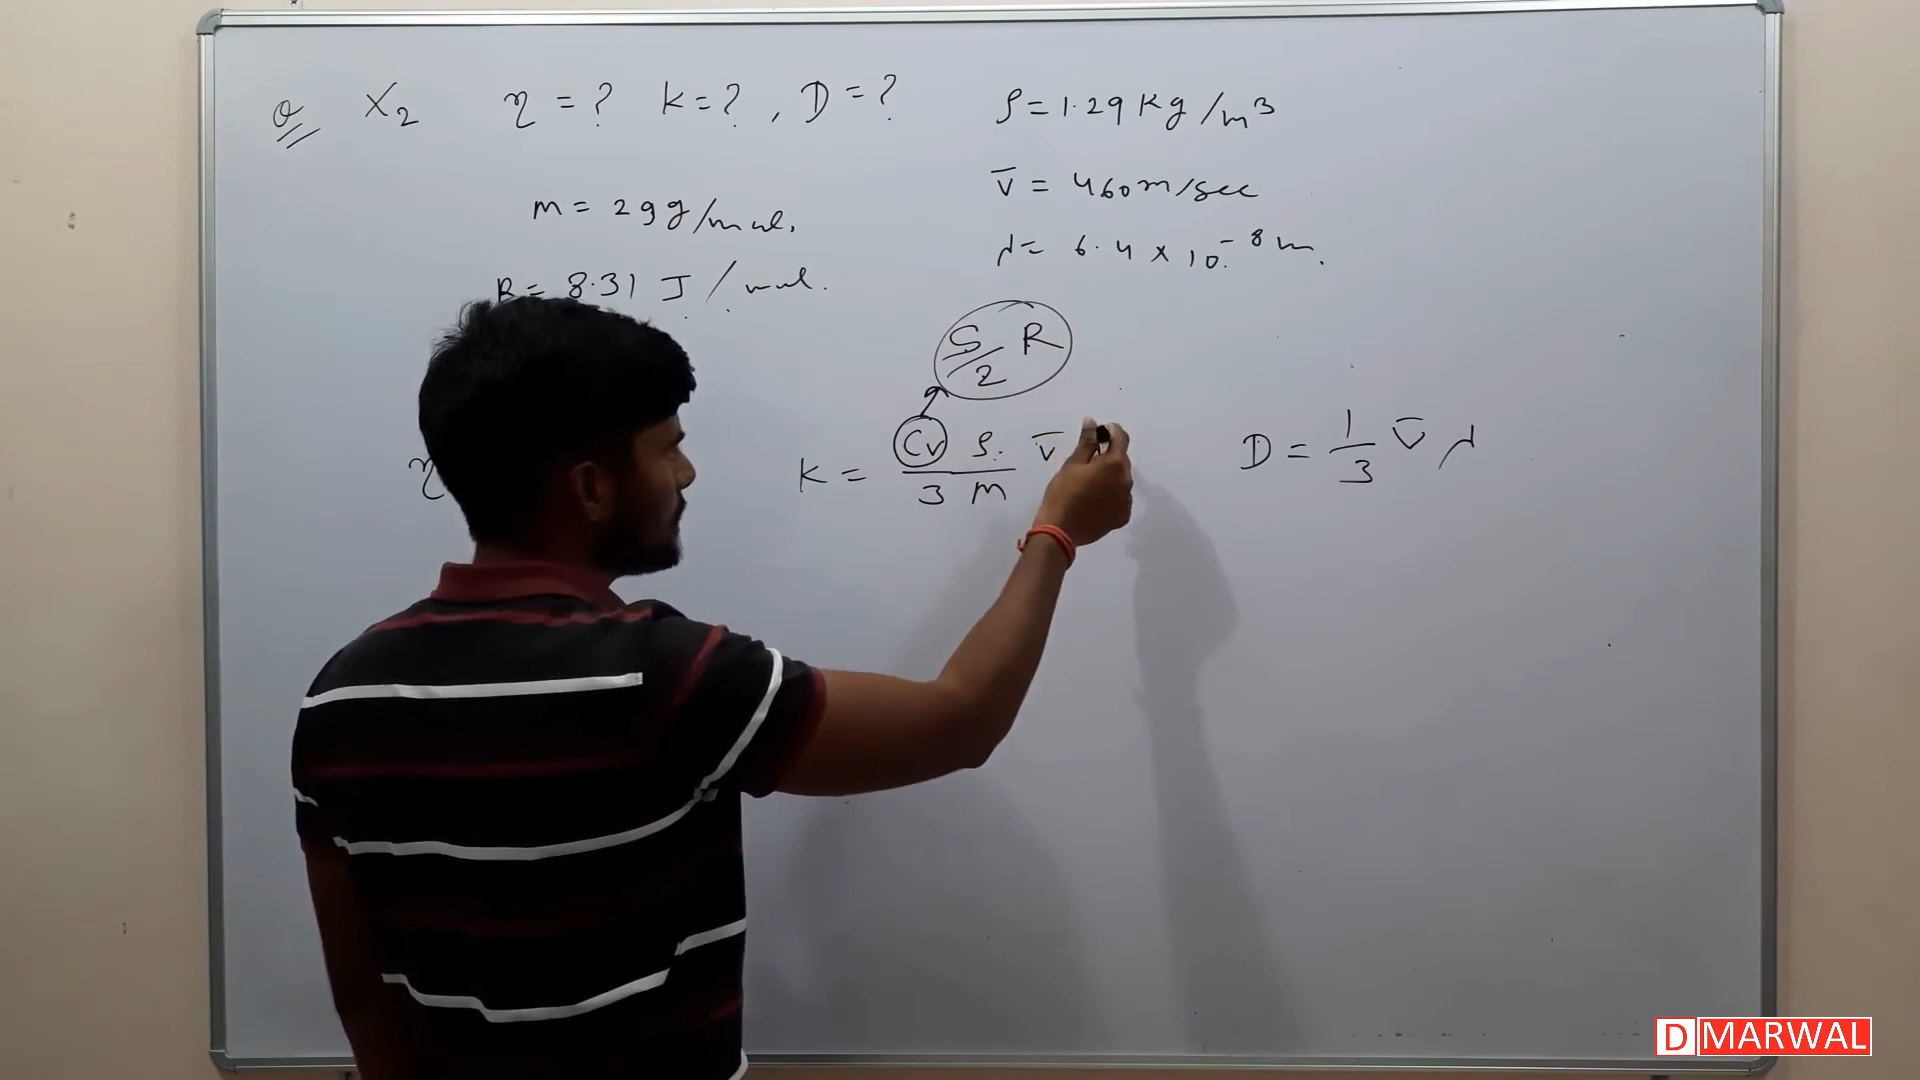 Q X₂ η = ? K = ? , D = ?
ρ = 1.29 Kg/m³
m = 29 g/mol.
v̄ = 460 m/sec
R = 8.31 J/mol.
λ = 6.4 × 10⁻⁸ m.
5/2 R
η
K = Cv ρ. / 3 M v̄
D = 1/3 v̄ λ
D MARWAL